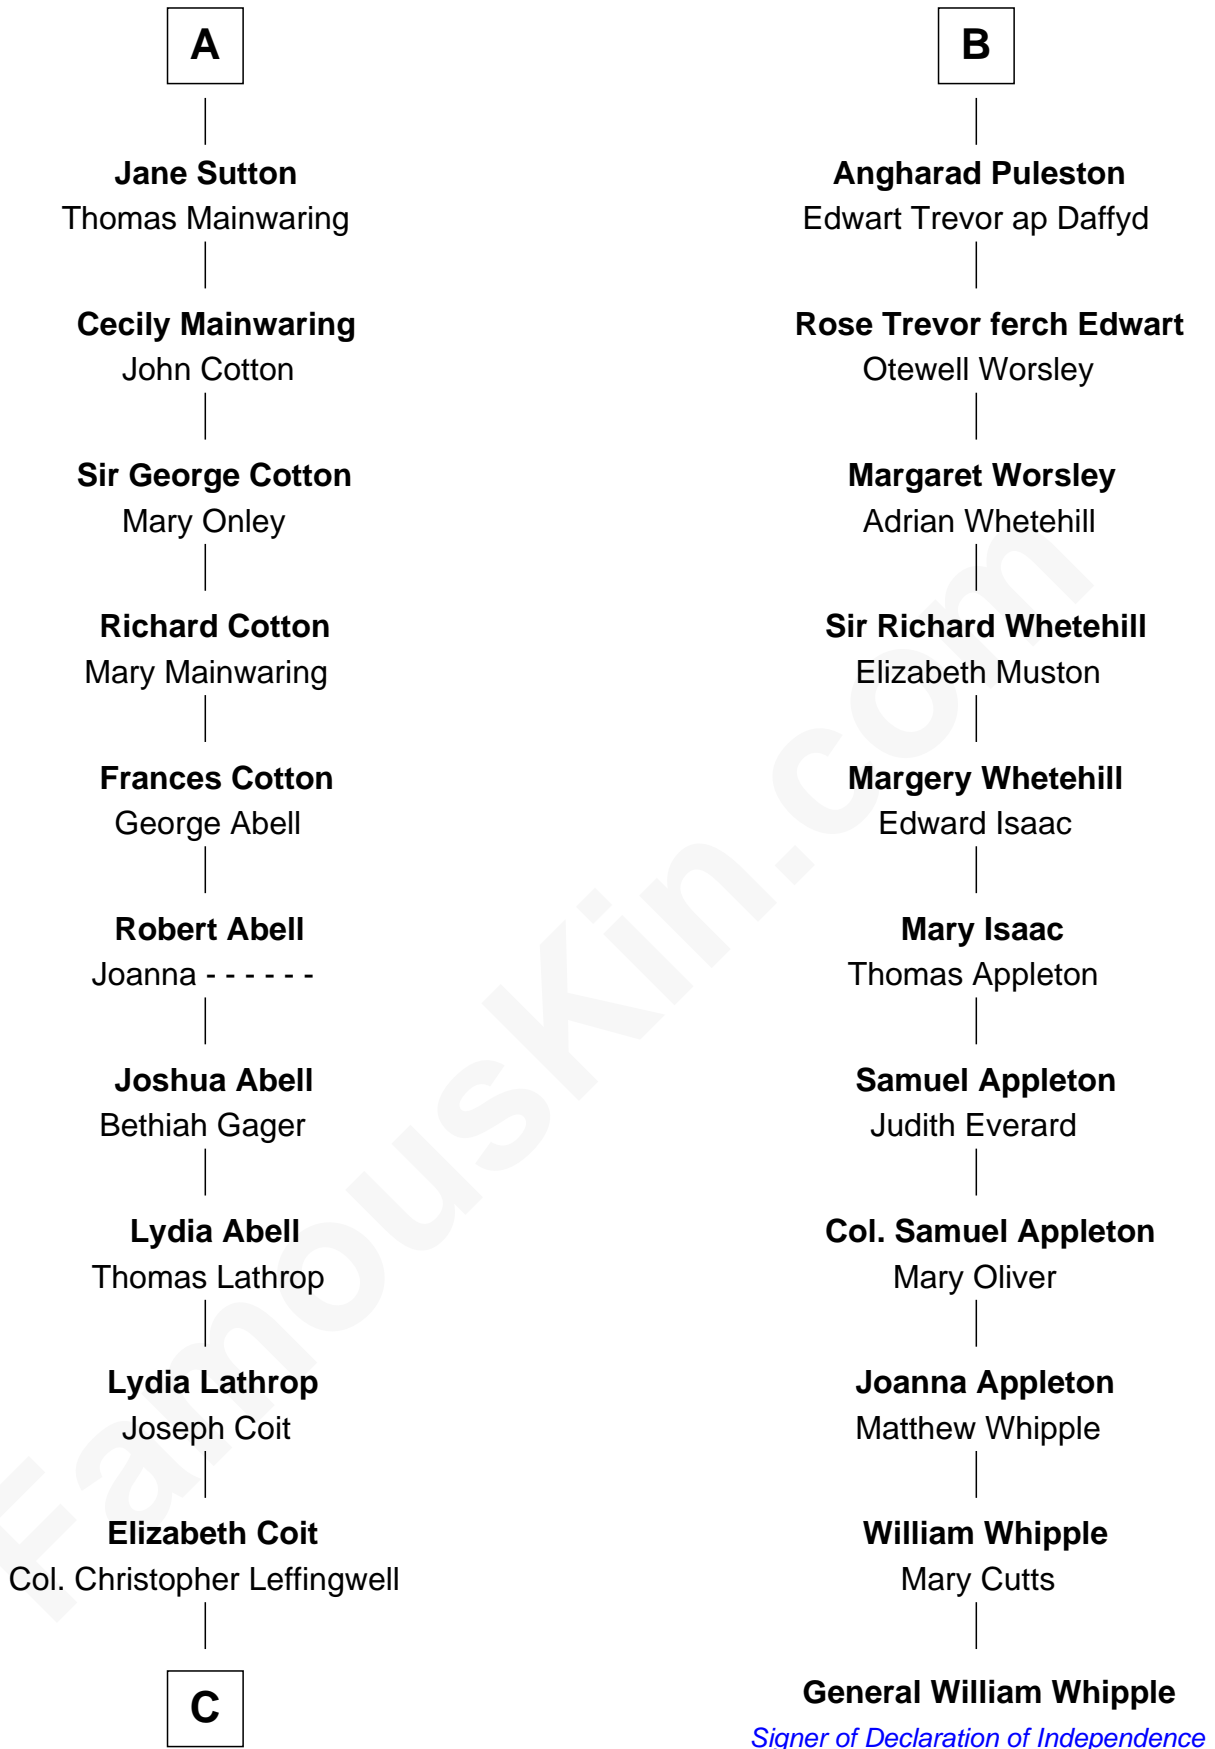 A
Jane Sutton
Thomas Mainwaring
Cecily Mainwaring
John Cotton
Sir George Cotton
Mary Onley
Richard Cotton
Mary Mainwaring
Frances Cotton
George Abell
Robert Abell
Joanna - - - - - -
Joshua Abell
Bethiah Gager
Lydia Abell
Thomas Lathrop
Lydia Lathrop
Joseph Coit
Elizabeth Coit
Col. Christopher Leffingwell
C
B
Angharad Puleston
Edwart Trevor ap Daffyd
Rose Trevor ferch Edwart
Otewell Worsley
Margaret Worsley
Adrian Whetehill
Sir Richard Whetehill
Elizabeth Muston
Margery Whetehill
Edward Isaac
Mary Isaac
Thomas Appleton
Samuel Appleton
Judith Everard
Col. Samuel Appleton
Mary Oliver
Joanna Appleton
Matthew Whipple
William Whipple
Mary Cutts
General William Whipple
Signer of Declaration of Independence
FamousKin.com